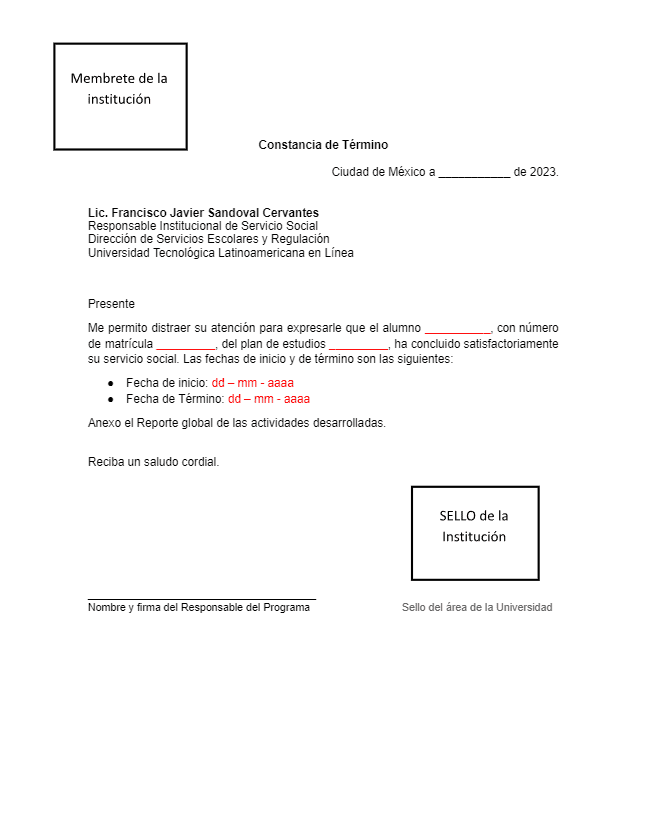 Membrete de la
institución
Constancia de Término
Ciudad de México a ___________ de 2023.
Lic. Francisco Javier Sandoval Cervantes
Responsable Institucional de Servicio Social
Dirección de Servicios Escolares y Regulación
Universidad Tecnológica Latinoamericana en Línea
Presente
Me permito distraer su atención para expresarle que el alumno __________, con número
de matrícula _________, del plan de estudios _________, ha concluido satisfactoriamente
su servicio social. Las fechas de inicio y de término son las siguientes:
● Fecha de inicio: dd – mm - aaaa
● Fecha de Término: dd – mm - aaaa
Anexo el Reporte global de las actividades desarrolladas.
Reciba un saludo cordial.
SELLO de la
Institución
Nombre y firma del Responsable del Programa
Sello del área de la Universidad